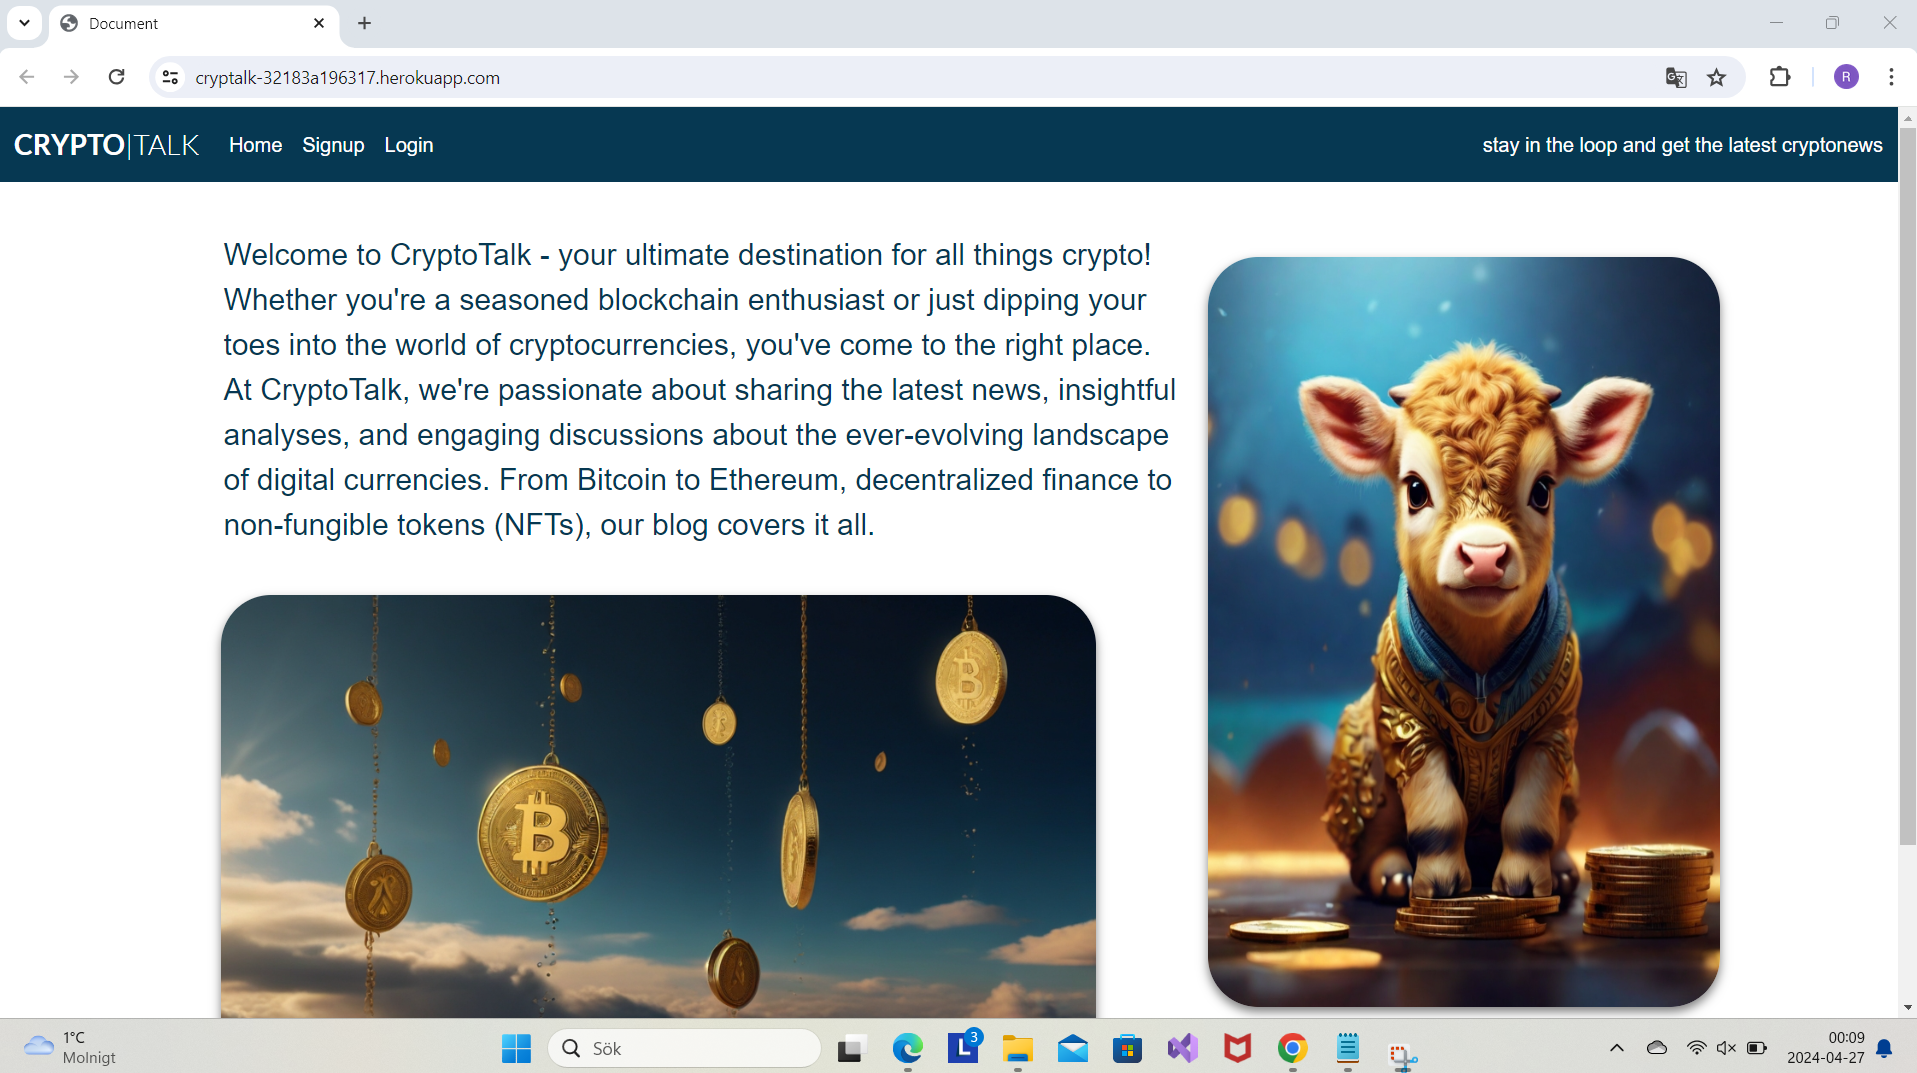 Document
cryptalk-32183a196317.herokuapp.com
R
CRYPTO|TALK Home Signup Login stay in the loop and get the latest cryptonews
Welcome to CryptoTalk - your ultimate destination for all things crypto!
Whether you're a seasoned blockchain enthusiast or just dipping your
toes into the world of cryptocurrencies, you've come to the right place.
At CryptoTalk, we're passionate about sharing the latest news, insightful
analyses, and engaging discussions about the ever-evolving landscape
of digital currencies. From Bitcoin to Ethereum, decentralized finance to
non-fungible tokens (NFTs), our blog covers it all.
1°C
Molnigt
Sök
L 3
00:09
2024-04-27